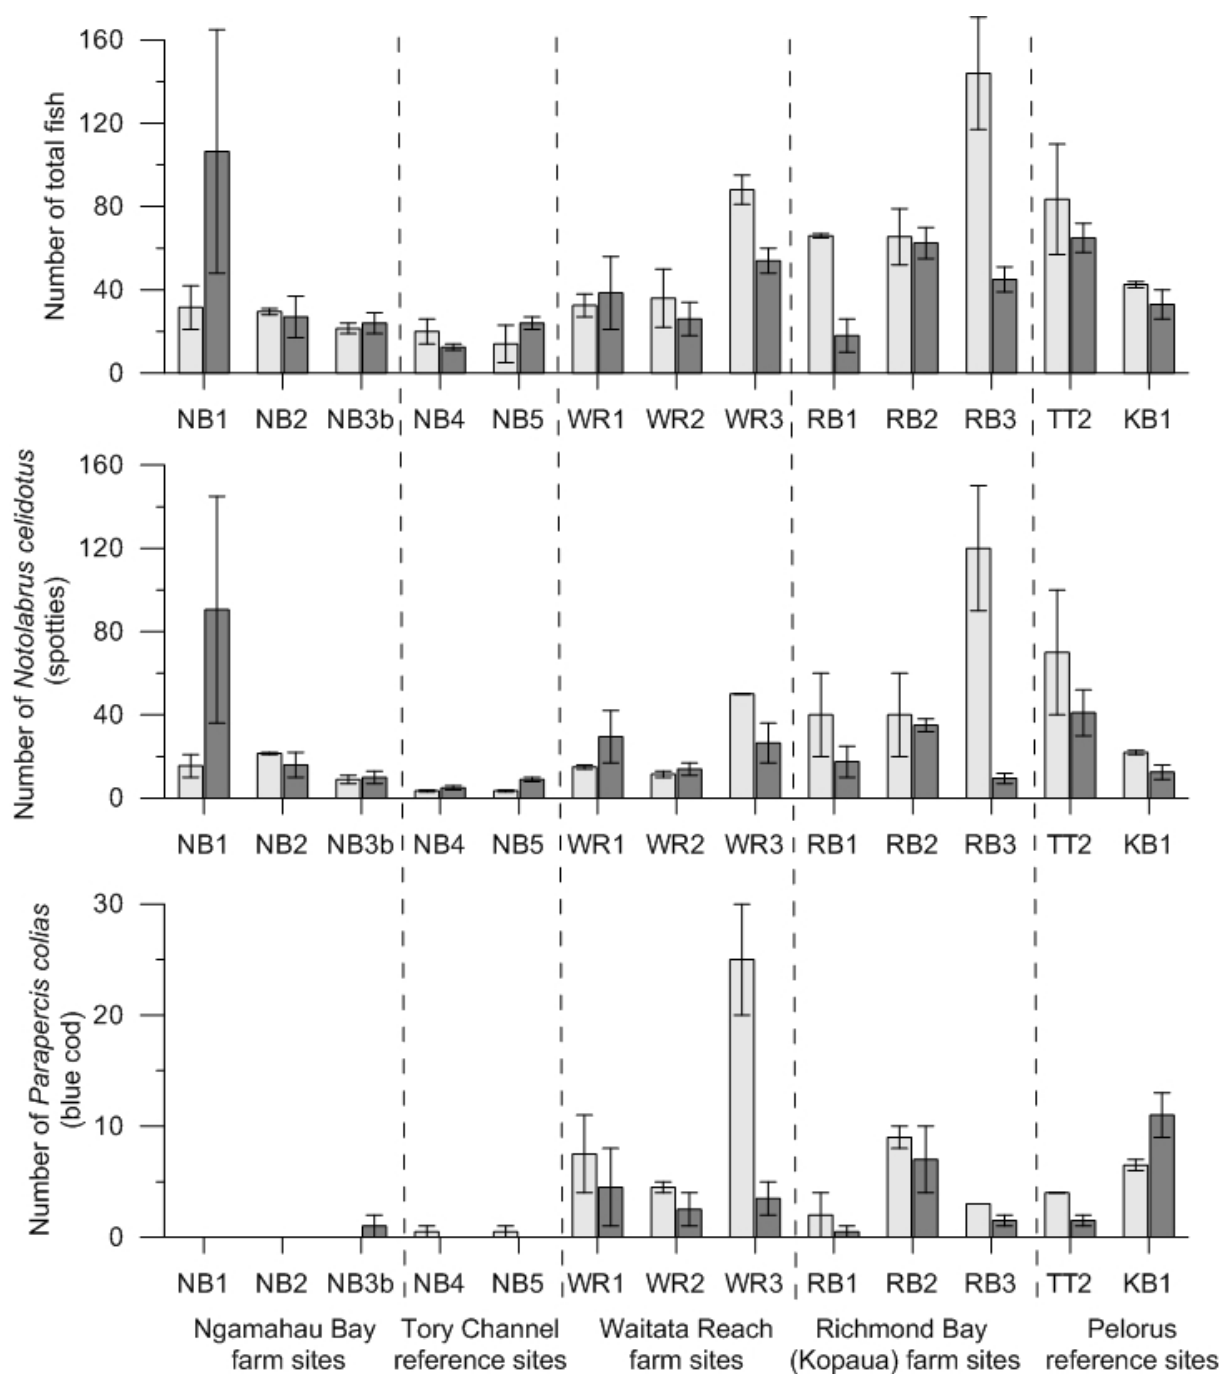 Number of total fish
160
120
80
40
0
NB1 NB2 NB3b NB4 NB5 WR1 WR2 WR3 RB1 RB2 RB3 TT2 KB1
Number of Notolabrus celidotus
(spotties)
160
120
80
40
0
NB1 NB2 NB3b NB4 NB5 WR1 WR2 WR3 RB1 RB2 RB3 TT2 KB1
Number of Parapercis colias
(blue cod)
30
20
10
0
NB1 NB2 NB3b NB4 NB5 WR1 WR2 WR3 RB1 RB2 RB3 TT2 KB1
Ngamahau Bay
farm sites
Tory Channel
reference sites
Waitata Reach
farm sites
Richmond Bay
(Kopaua) farm sites
Pelorus
reference sites